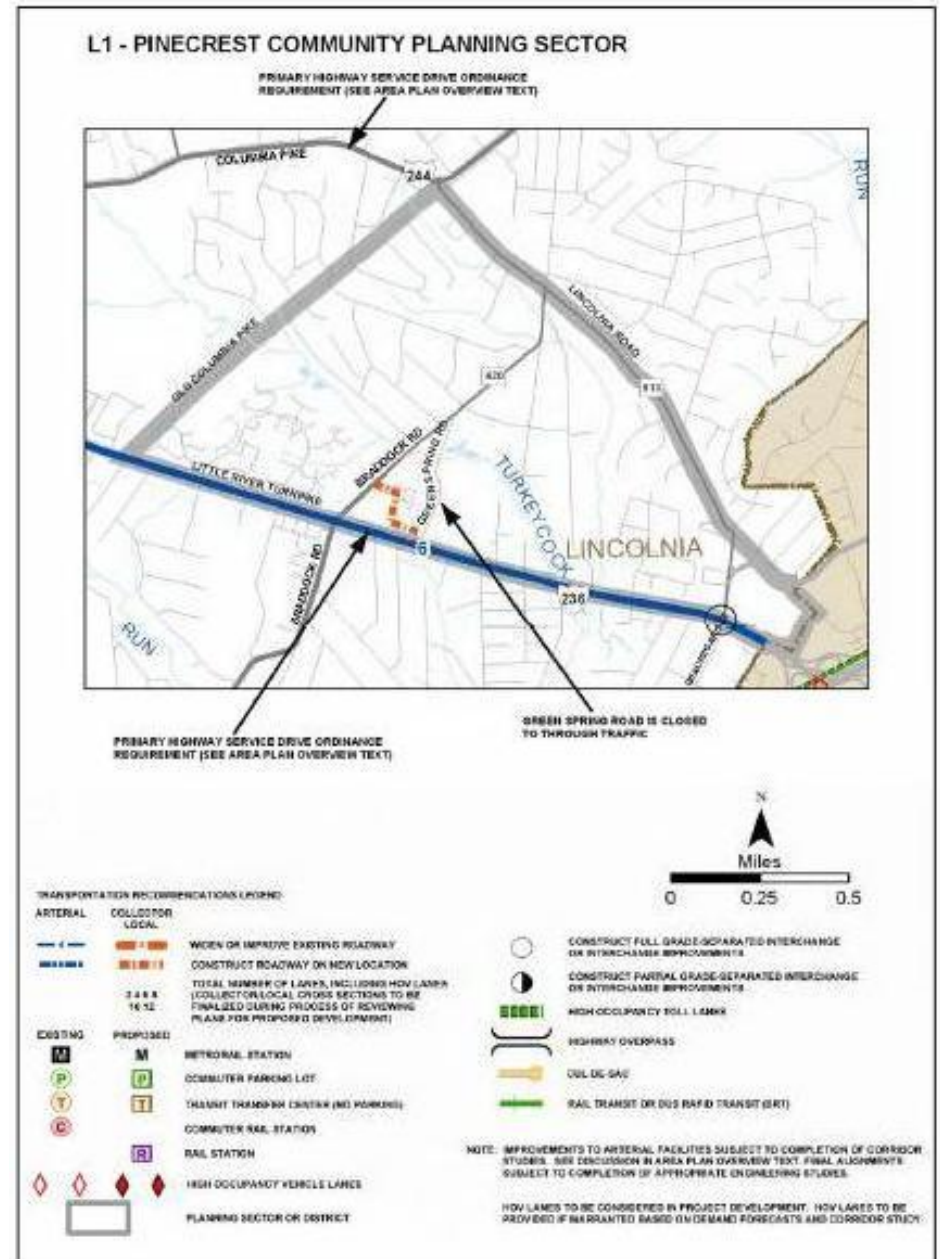 L1 - PINECREST COMMUNITY PLANNING SECTOR
PRIMARY HIGHWAY SERVICE DRIVE ORDINANCE
REQUIREMENT (SEE AREA PLAN OVERVIEW TEXT)
COLUMBIA PIKE
244
RUN
OLD COLUMBIA PIKE
LINCOLNIA ROAD
620
613
BRADDOCK RD
GREEN SPRING RD
LITTLE RIVER TURNPIKE
TURKEYCOCK
LINCOLNIA
6
236
BRADDOCK RD
RUN
GREEN SPRING ROAD IS CLOSED
TO THROUGH TRAFFIC
PRIMARY HIGHWAY SERVICE DRIVE ORDINANCE
REQUIREMENT (SEE AREA PLAN OVERVIEW TEXT)
N
Miles
0 0.25 0.5
TRANSPORTATION RECOMMENDATIONS LEGEND
ARTERIAL COLLECTOR
LOCAL
WIDEN OR IMPROVE EXISTING ROADWAY
CONSTRUCT ROADWAY ON NEW LOCATION
TOTAL NUMBER OF LANES, INCLUDING HOV LANES
2 4 6 8 (COLLECTOR/LOCAL CROSS SECTIONS TO BE
10 12 FINALIZED DURING PROCESS OF REVIEWING
PLANS FOR PROPOSED DEVELOPMENT)
EXISTING PROPOSED
M M METRORAIL STATION
P P COMMUTER PARKING LOT
T T TRANSIT TRANSFER CENTER (NO PARKING)
C COMMUTER RAIL STATION
R RAIL STATION
HIGH OCCUPANCY VEHICLE LANES
PLANNING SECTOR OR DISTRICT
CONSTRUCT FULL GRADE-SEPARATED INTERCHANGE
OR INTERCHANGE IMPROVEMENTS
CONSTRUCT PARTIAL GRADE-SEPARATED INTERCHANGE
OR INTERCHANGE IMPROVEMENTS
HIGH OCCUPANCY TOLL LANES
HIGHWAY OVERPASS
CUL-DE-SAC
RAIL TRANSIT OR BUS RAPID TRANSIT (BRT)
NOTE: IMPROVEMENTS TO ARTERIAL FACILITIES SUBJECT TO COMPLETION OF CORRIDOR
STUDIES. SEE DISCUSSION IN AREA PLAN OVERVIEW TEXT. FINAL ALIGNMENTS
SUBJECT TO COMPLETION OF APPROPRIATE ENGINEERING STUDIES.
HOV LANES TO BE CONSIDERED IN PROJECT DEVELOPMENT. HOV LANES TO BE
PROVIDED IF WARRANTED BASED ON DEMAND FORECASTS AND CORRIDOR STUDY